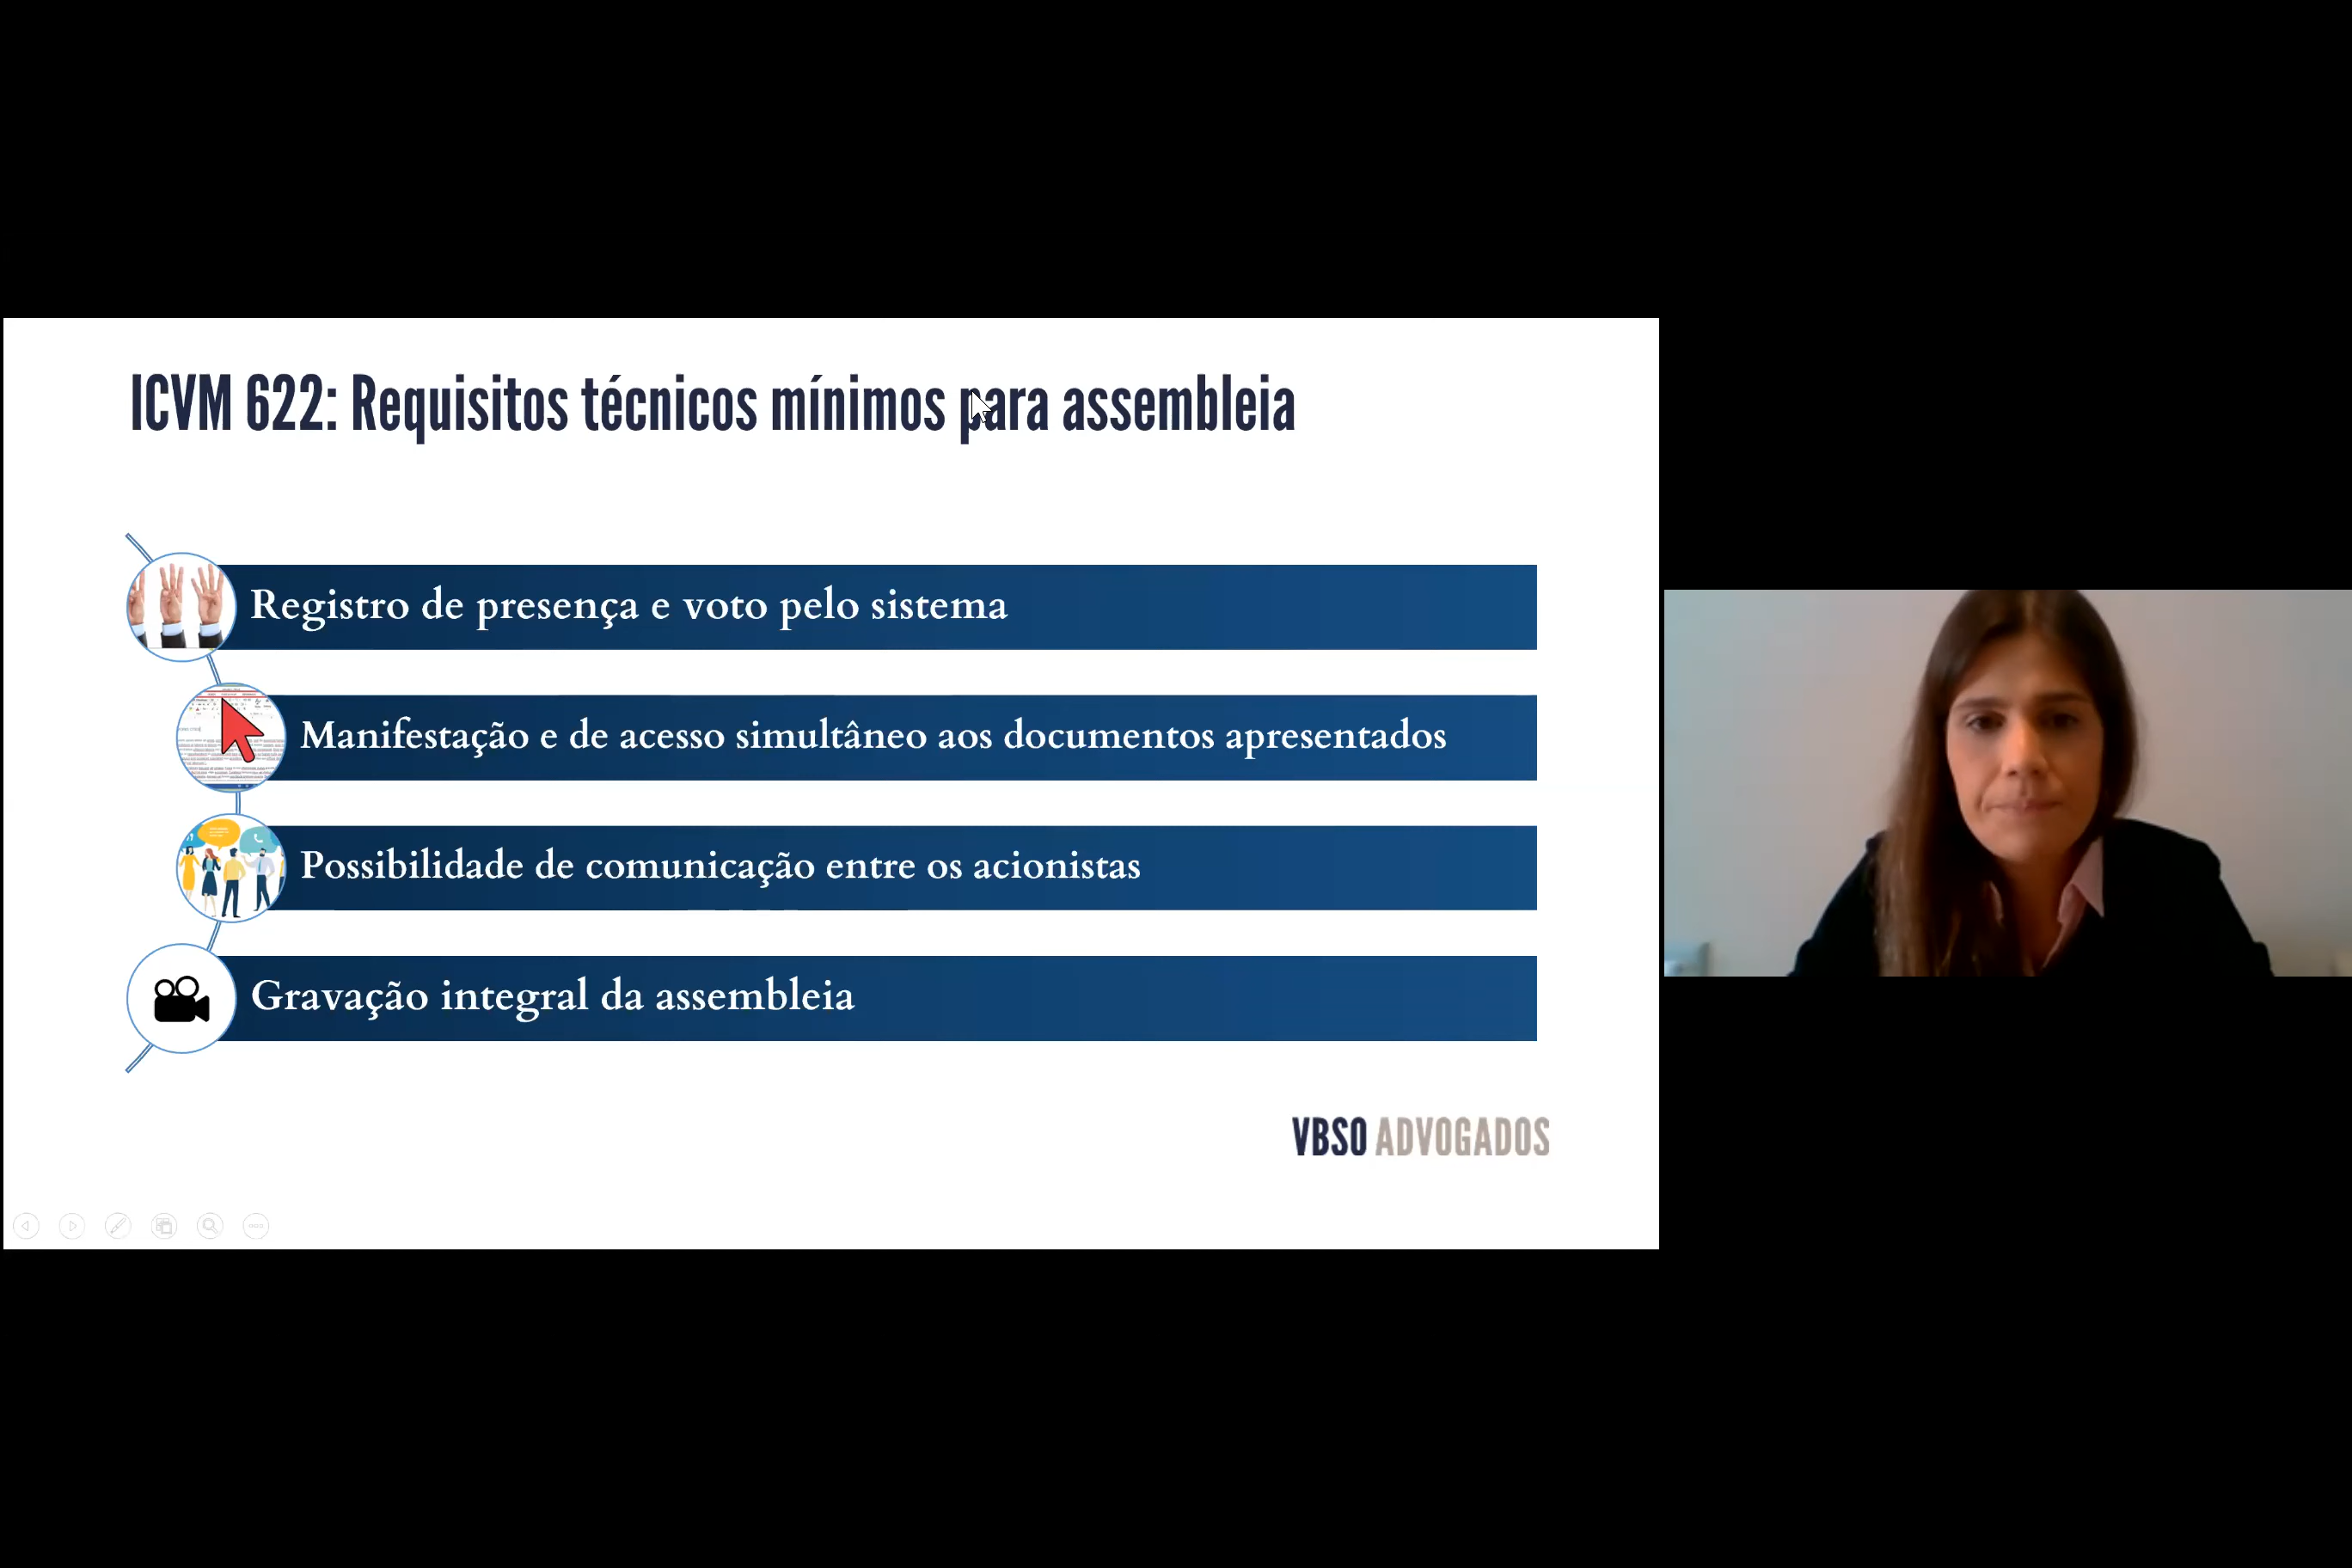 ICVM 622: Requisitos técnicos mínimos para assembleia
Registro de presença e voto pelo sistema
Manifestação e de acesso simultâneo aos documentos apresentados
Possibilidade de comunicação entre os acionistas
Gravação integral da assembleia
VBSO ADVOGADOS